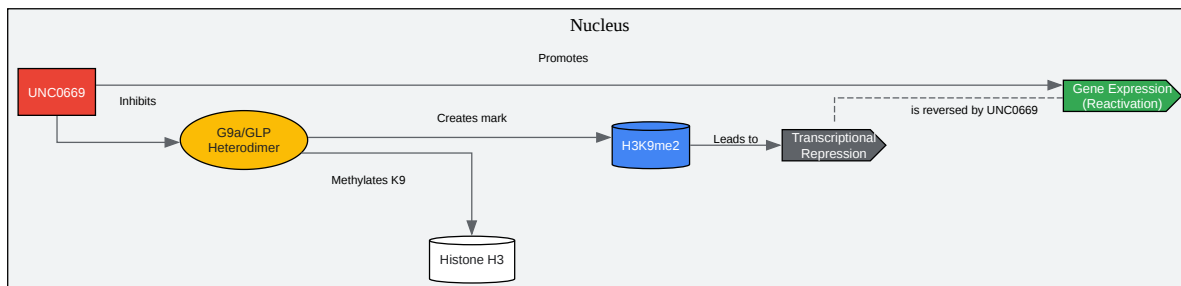 Nucleus
Promotes
UNC0669
Inhibits
Gene Expression
(Reactivation)
is reversed by UNC0669
G9a/GLP
Heterodimer
Creates mark
H3K9me2
Leads to
Transcriptional
Repression
Methylates K9
Histone H3